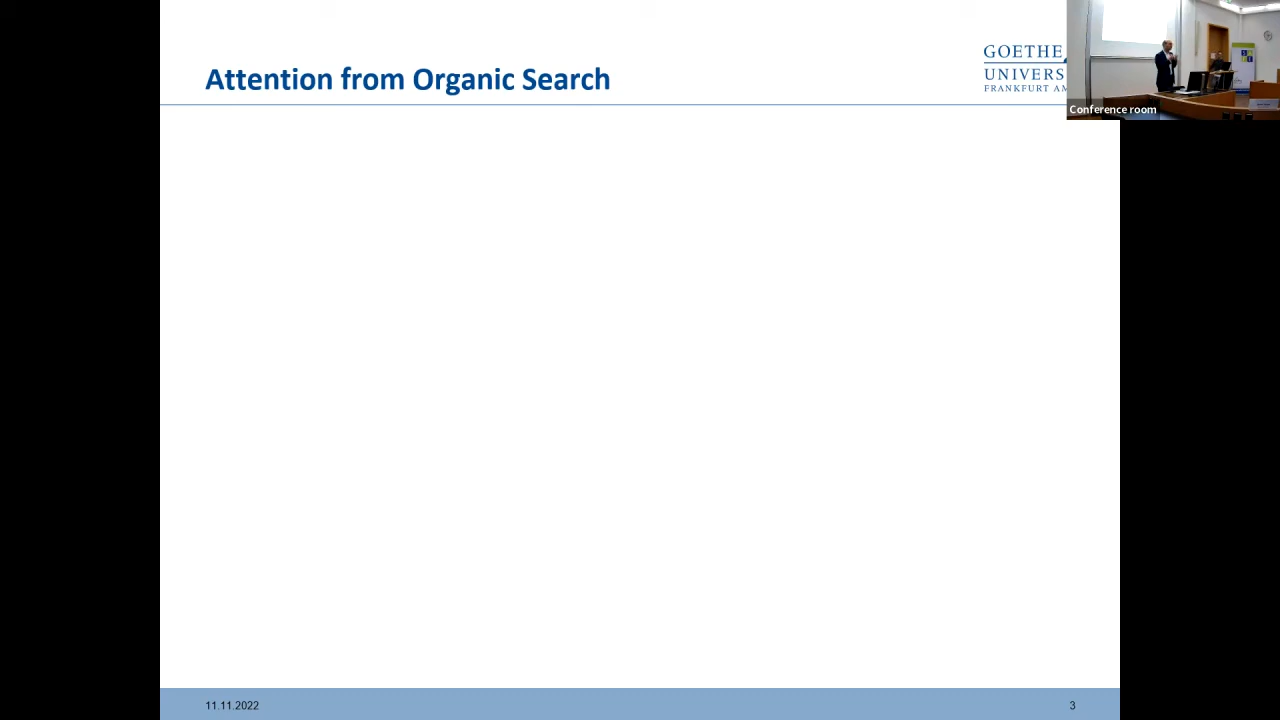 Attention from Organic Search
GOETHE
UNIVERS
FRANKFURT AM
Conference room
11.11.2022
3